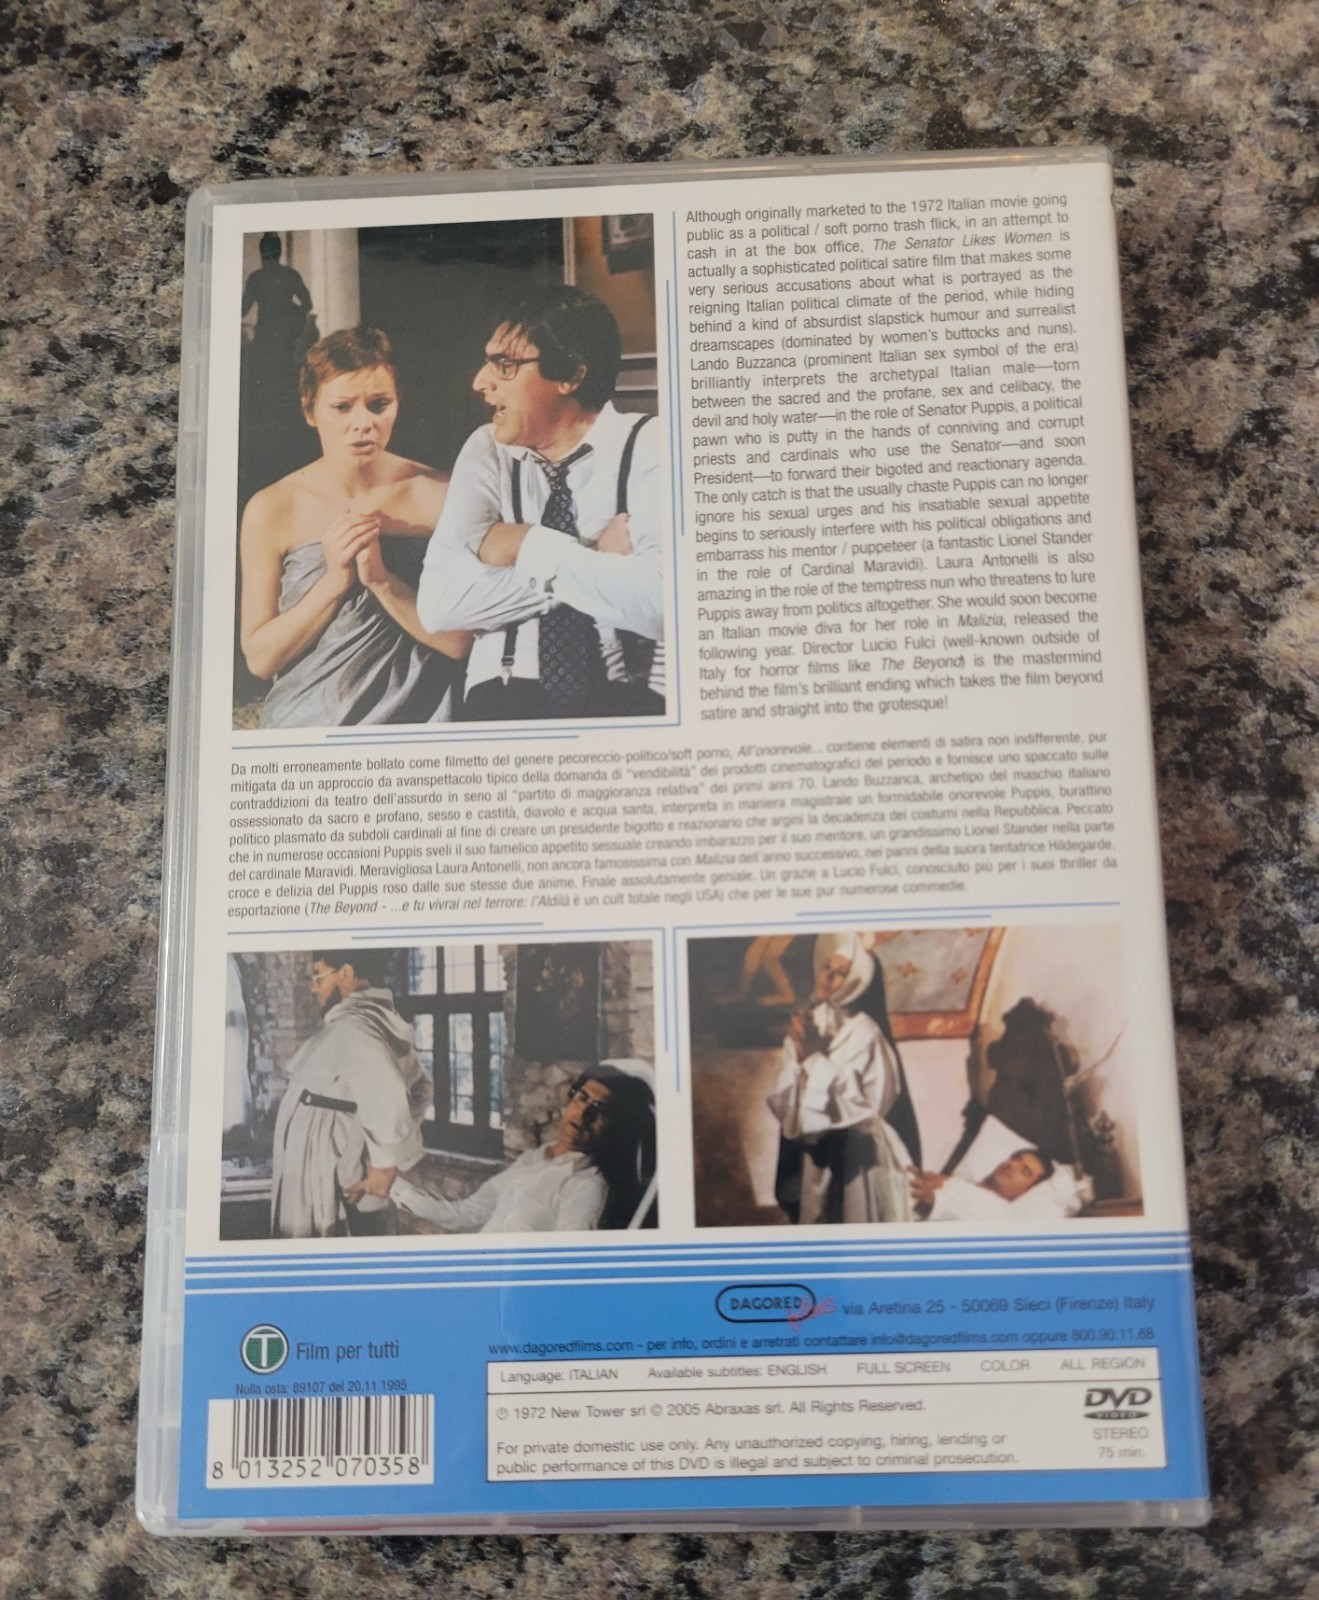 Although originally marketed to the 1972 Italian movie going
public as a political / soft porno trash flick, in an attempt to
cash in at the box office, The Senator Likes Women is
actually a sophisticated political satire film that makes some
very serious accusations about what is portrayed as the
reigning Italian political climate of the period, while hiding
behind a kind of absurdist slapstick humour and surrealist
dreamscapes (dominated by women's buttocks and nuns).
Lando Buzzanca (prominent Italian sex symbol of the era)
brilliantly interprets the archetypal Italian male—torn
between the sacred and the profane, sex and celibacy, the
devil and holy water—in the role of Senator Puppis, a political
pawn who is putty in the hands of conniving and corrupt
priests and cardinals who use the Senator—and soon
President—to forward their bigoted and reactionary agenda.
The only catch is that the usually chaste Puppis can no longer
ignore his sexual urges and his insatiable sexual appetite
begins to seriously interfere with his political obligations and
embarrass his mentor / puppeteer (a fantastic Lionel Stander
in the role of Cardinal Maravidi). Laura Antonelli is also
amazing in the role of the temptress nun who threatens to lure
Puppis away from politics altogether. She would soon become
an Italian movie diva for her role in Malizia, released the
following year. Director Lucio Fulci (well-known outside of
Italy for horror films like The Beyond) is the mastermind
behind the film's brilliant ending which takes the film beyond
satire and straight into the grotesque!
Da molti erroneamente bollato come filmetto del genere pecoreccio-politico/soft porno, All'onorevole... contiene elementi di satira non indifferente, pur
mitigata da un approccio da avanspettacolo tipico della domanda di "vendibilità" dei prodotti cinematografici del periodo e fornisce uno spaccato sulle
contraddizioni da teatro dell'assurdo in seno al "partito di maggioranza relativa" dei primi anni 70. Lando Buzzanca, archetipo del maschio italiano
ossessionato da sacro e profano, sesso e castità, diavolo e acqua santa, interpreta in maniera magistrale un formidabile onorevole Puppis, burattino
politico plasmato da subdoli cardinali al fine di creare un presidente bigotto e reazionario che argini la decadenza dei costumi nella Repubblica. Peccato
che in numerose occasioni Puppis sveli il suo famelico appetito sessuale creando imbarazzo per il suo mentore, un grandissimo Lionel Stander nella parte
del cardinale Maravidi. Meravigliosa Laura Antonelli, non ancora famosissima con Malizia dell'anno successivo, nei panni della suora tentatrice Hildegarde,
croce e delizia del Puppis roso dalle sue stesse due anime. Finale assolutamente geniale. Un grazie a Lucio Fulci, conosciuto più per i suoi thriller da
esportazione (The Beyond - ...e tu vivrai nel terrore: l'Aldilà è un cult totale negli USA) che per le sue pur numerose commedie.
DAGORED films via Aretina 25 - 50069 Sieci (Firenze) Italy
www.dagoredfilms.com - per info, ordini e arretrati contattare info@dagoredfilms.com oppure 800.90.11.68
T Film per tutti
Nulla osta: 89107 del 20.11.1995
8 013252 070358
Language: ITALIAN Available subtitles: ENGLISH FULL SCREEN COLOR ALL REGION
℗ 1972 New Tower srl © 2005 Abraxas srl. All Rights Reserved.
For private domestic use only. Any unauthorized copying, hiring, lending or
public performance of this DVD is illegal and subject to criminal prosecution.
DVD
VIDEO
STEREO
75 min.